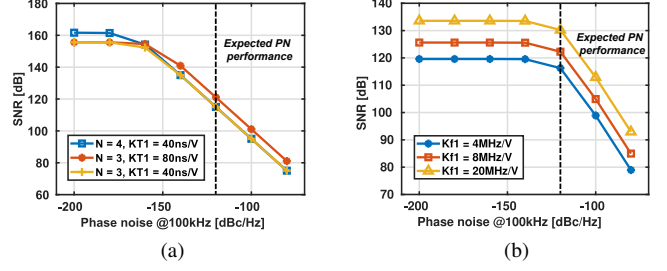 180
160
140
120
100
80
60
SNR [dB]
Expected PN
performance
N = 4, KT1 = 40ns/V
N = 3, KT1 = 80ns/V
N = 3, KT1 = 40ns/V
-200
-150
-100
Phase noise @100kHz [dBc/Hz]
(a)
140
130
120
110
100
90
80
70
SNR [dB]
Expected PN
performance
Kf1 = 4MHz/V
Kf1 = 8MHz/V
Kf1 = 20MHz/V
-200
-150
-100
Phase noise @100kHz [dBc/Hz]
(b)